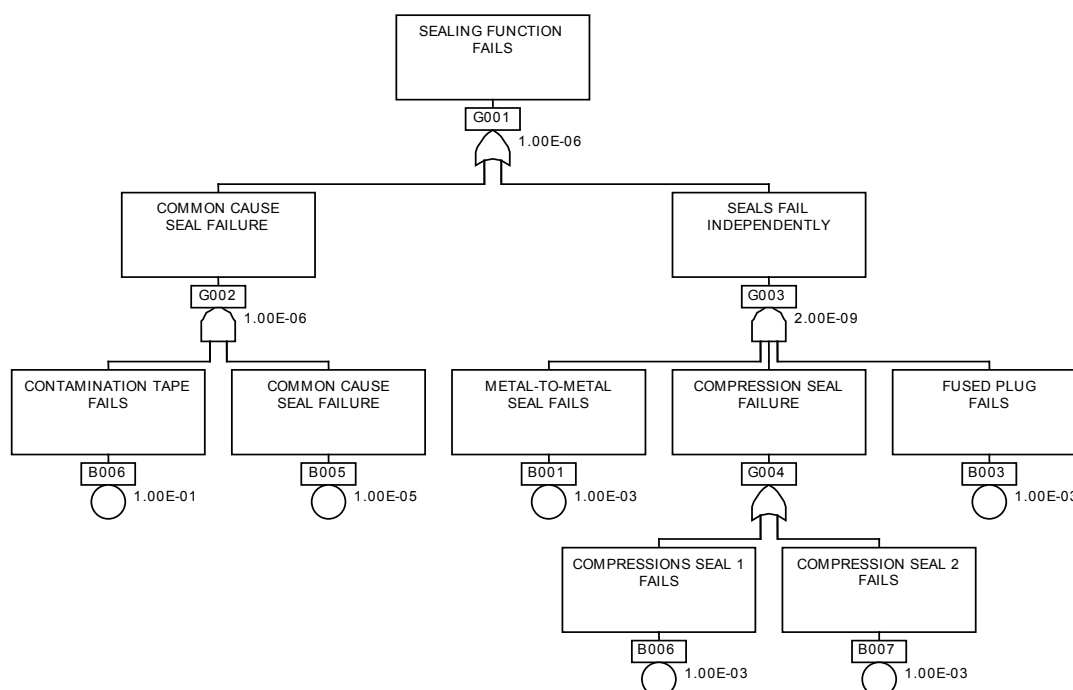 SEALING FUNCTION
FAILS
G001
1.00E-06
COMMON CAUSE
SEAL FAILURE
SEALS FAIL
INDEPENDENTLY
G002
1.00E-06
G003
2.00E-09
CONTAMINATION TAPE
FAILS
COMMON CAUSE
SEAL FAILURE
METAL-TO-METAL
SEAL FAILS
COMPRESSION SEAL
FAILURE
FUSED PLUG
FAILS
B006
1.00E-01
B005
1.00E-05
B001
1.00E-03
G004
B003
1.00E-03
COMPRESSIONS SEAL 1
FAILS
COMPRESSION SEAL 2
FAILS
B006
1.00E-03
B007
1.00E-03